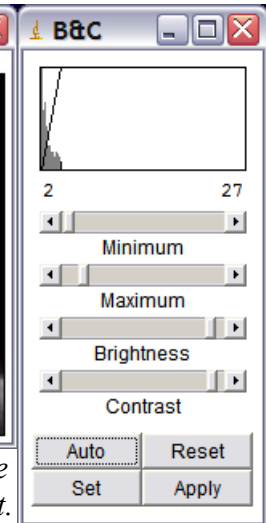 B&C
2 27
Minimum
Maximum
Brightness
Contrast
Auto Reset
e
Set Apply
t.